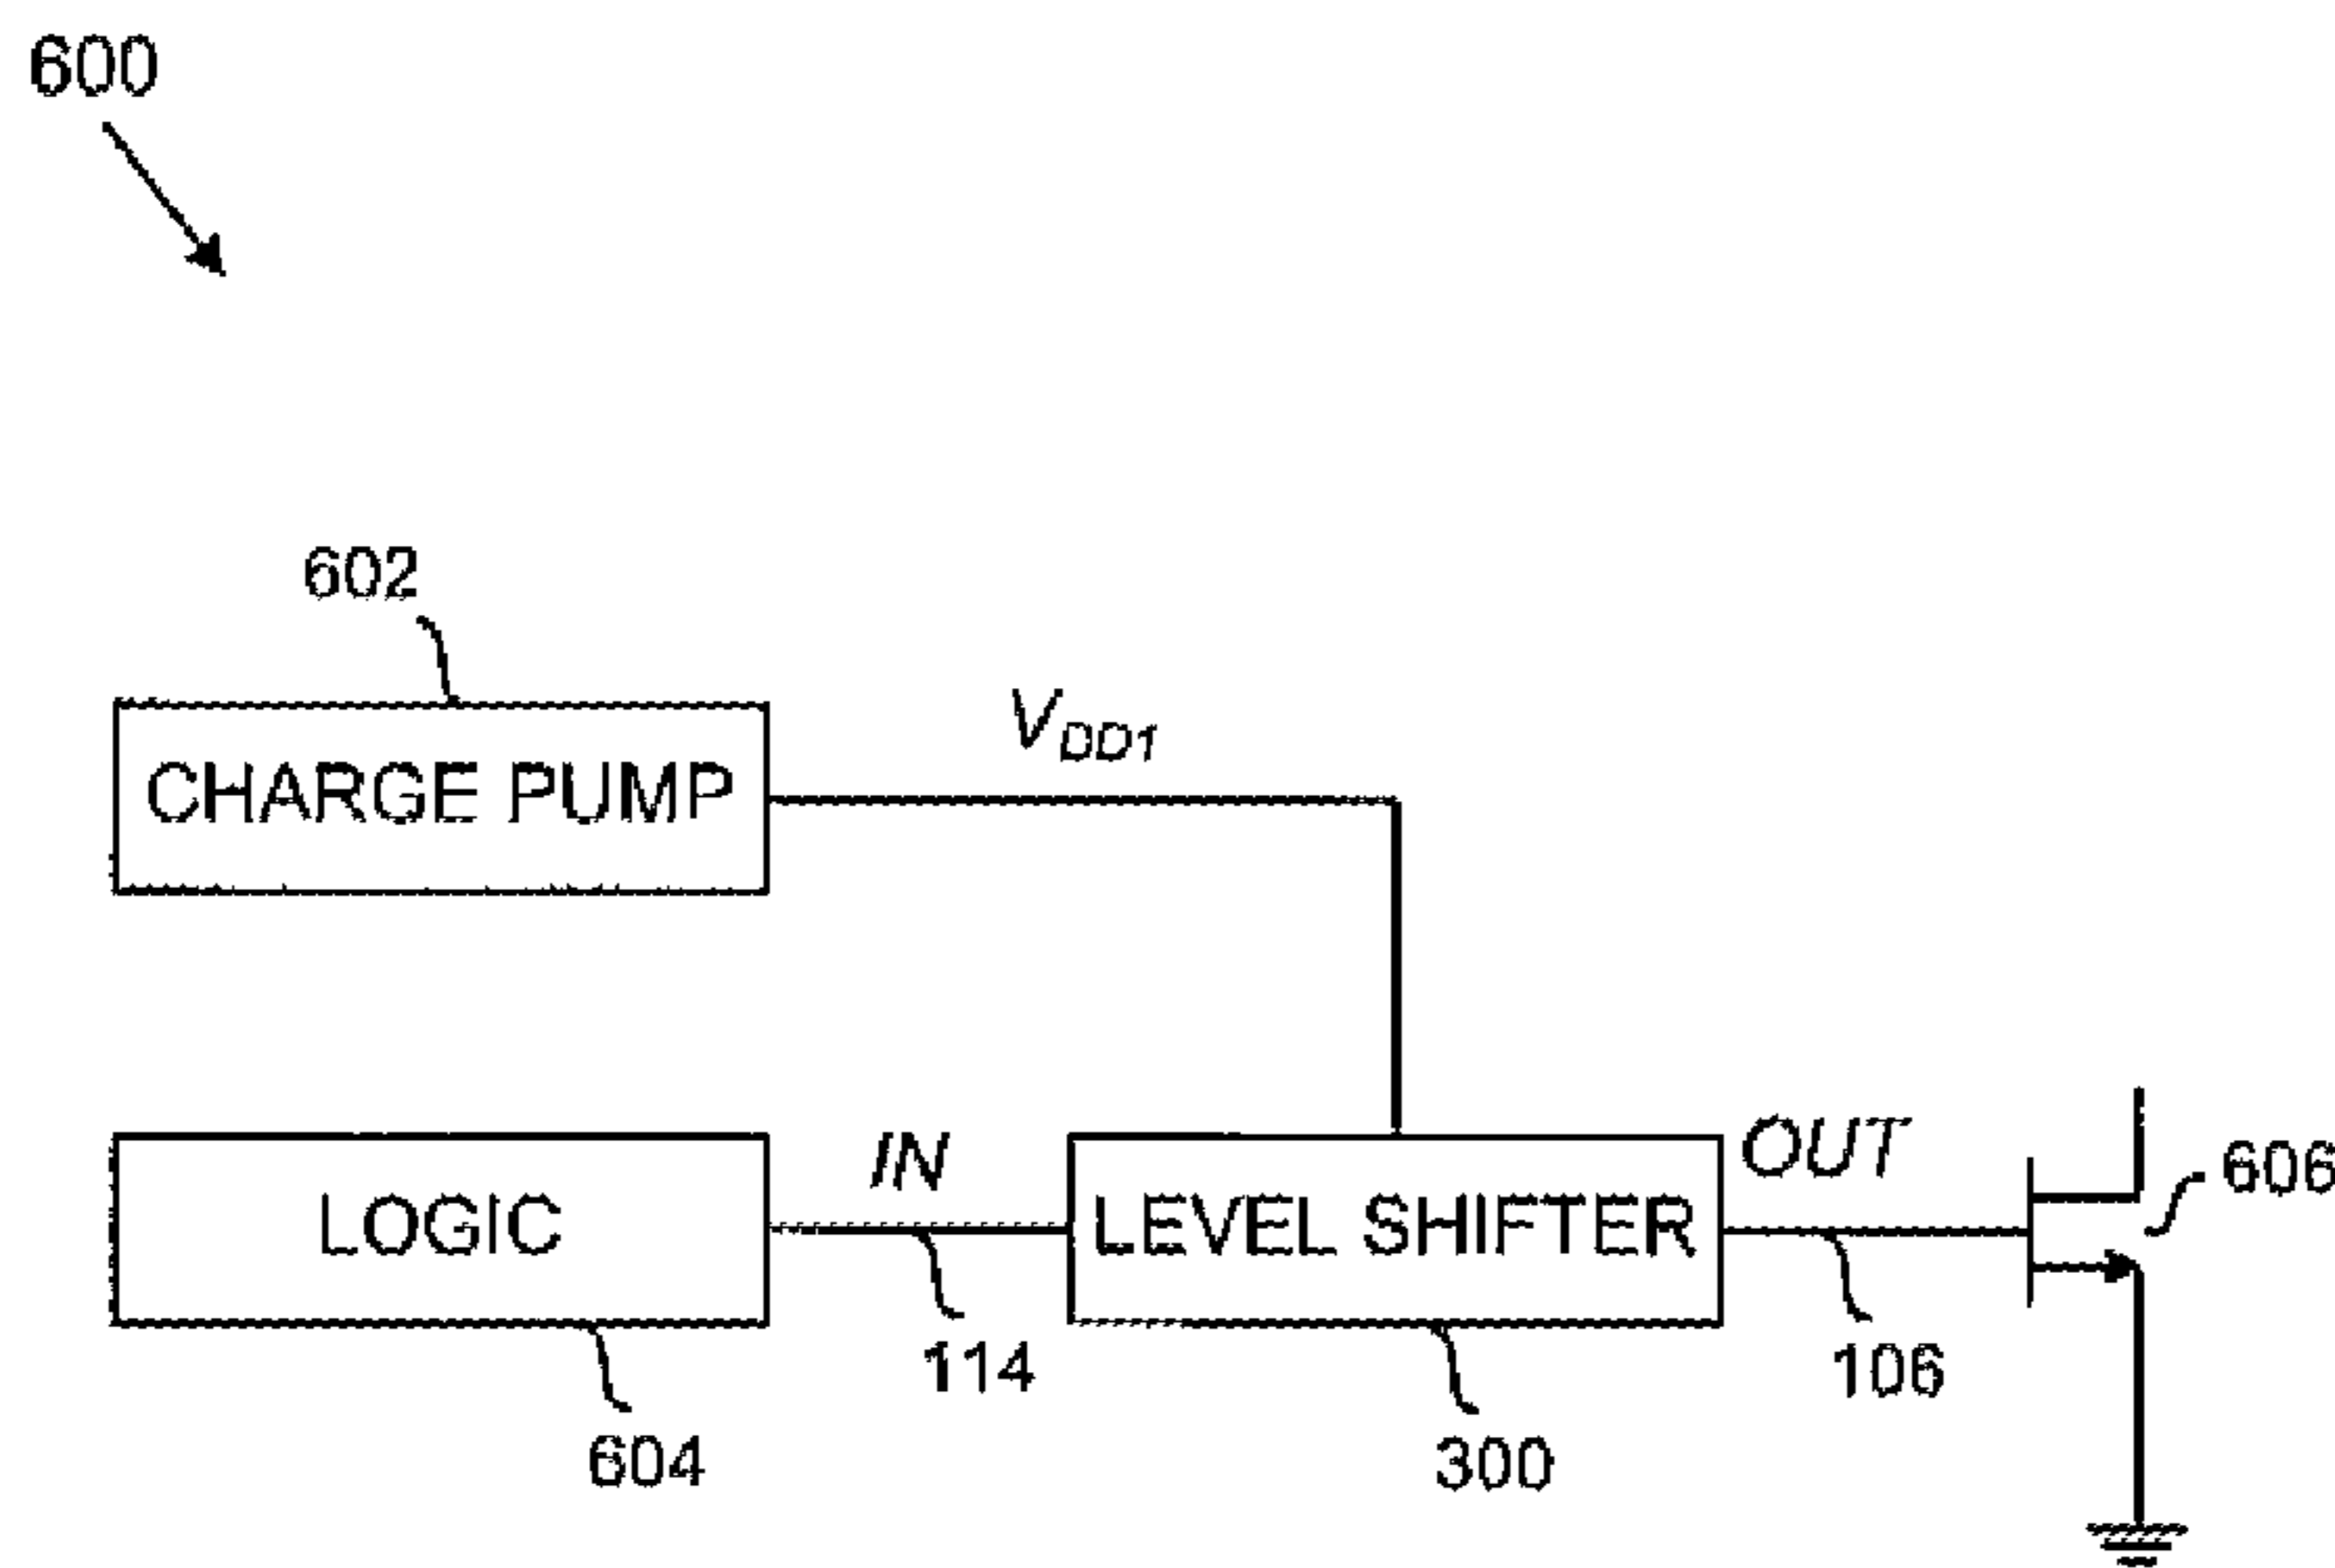 600
602
CHARGE PUMP
VDD1
LOGIC
IN
LEVEL SHIFTER
OUT
606
114
106
604
300